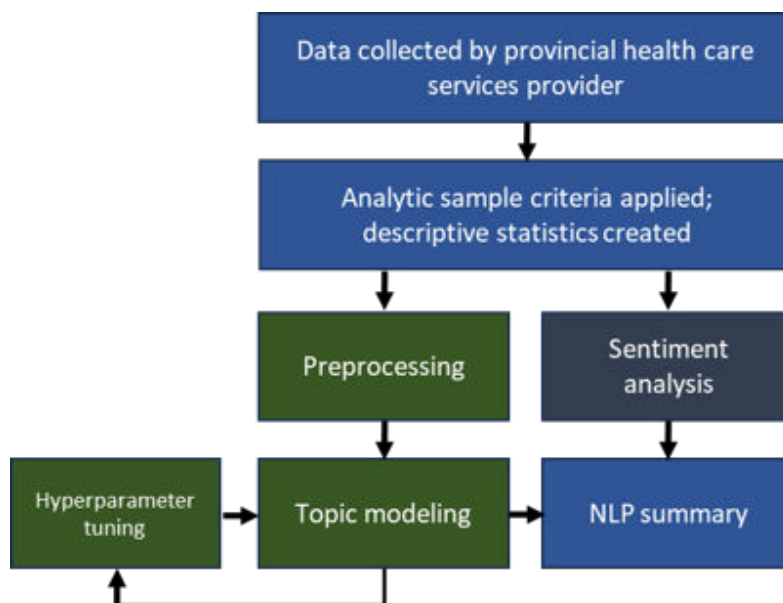 Data collected by provincial health care
services provider
Analytic sample criteria applied;
descriptive statistics created
Preprocessing
Sentiment
analysis
Hyperparameter
tuning
Topic modeling
NLP summary